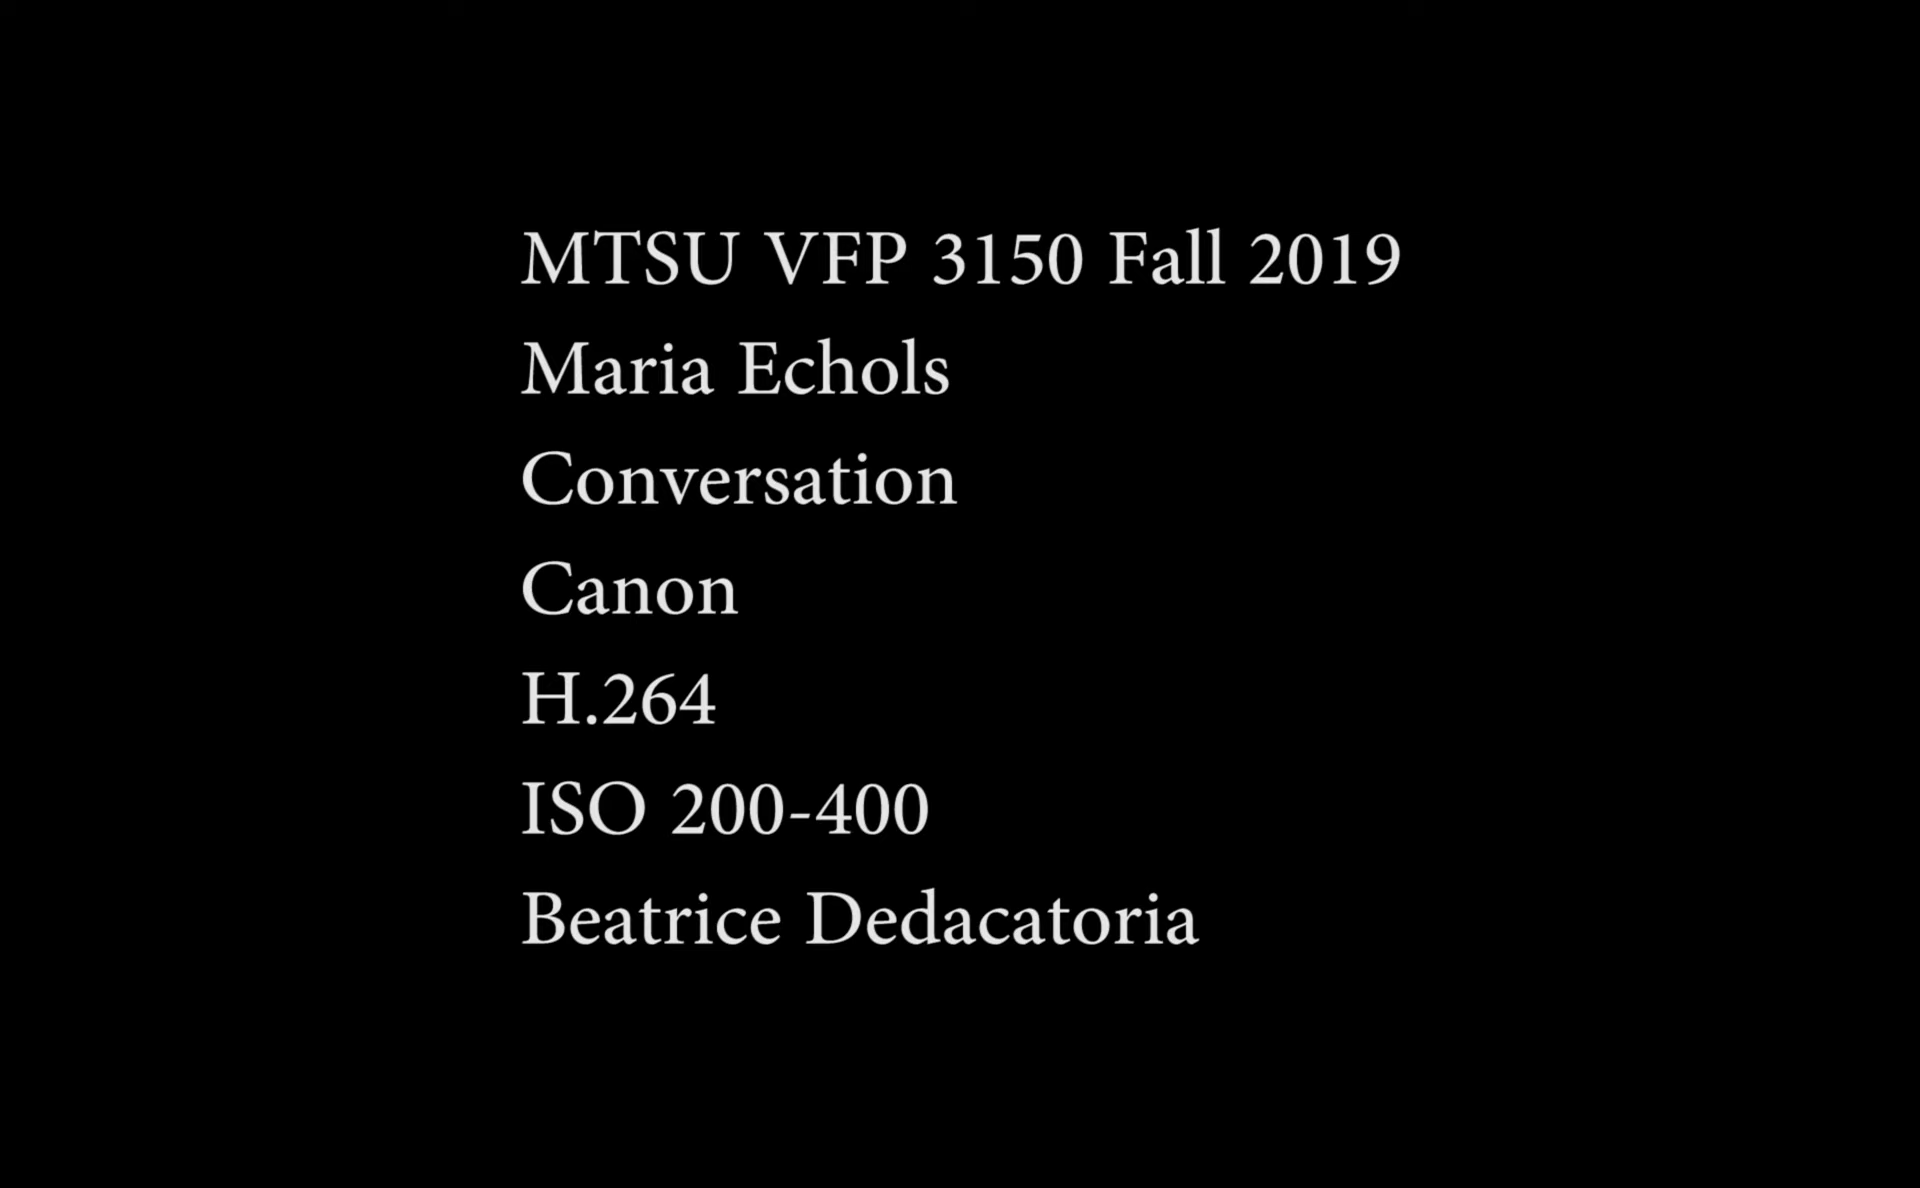 MTSU VFP 3150 Fall 2019
Maria Echols
Conversation
Canon
H.264
ISO 200-400
Beatrice Dedacatoria